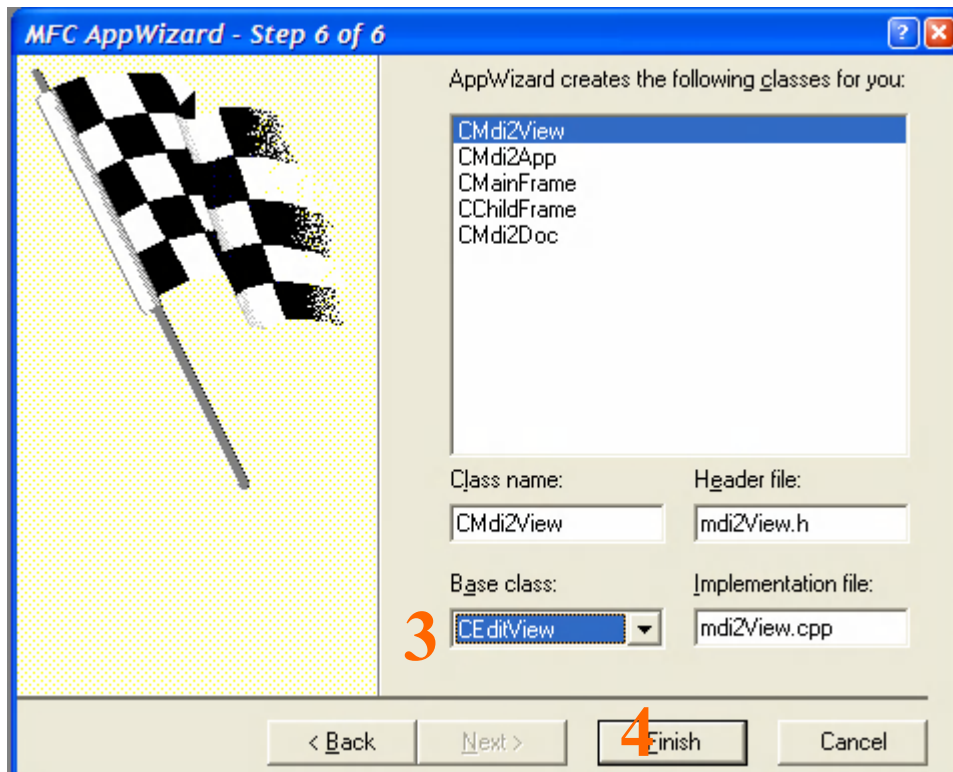 MFC AppWizard - Step 6 of 6
AppWizard creates the following classes for you:
CMdi2View
CMdi2App
CMainFrame
CChildFrame
CMdi2Doc
Class name: Header file:
CMdi2View mdi2View.h
Base class: Implementation file:
3 CEditView mdi2View.cpp
< Back Next > 4 Finish Cancel